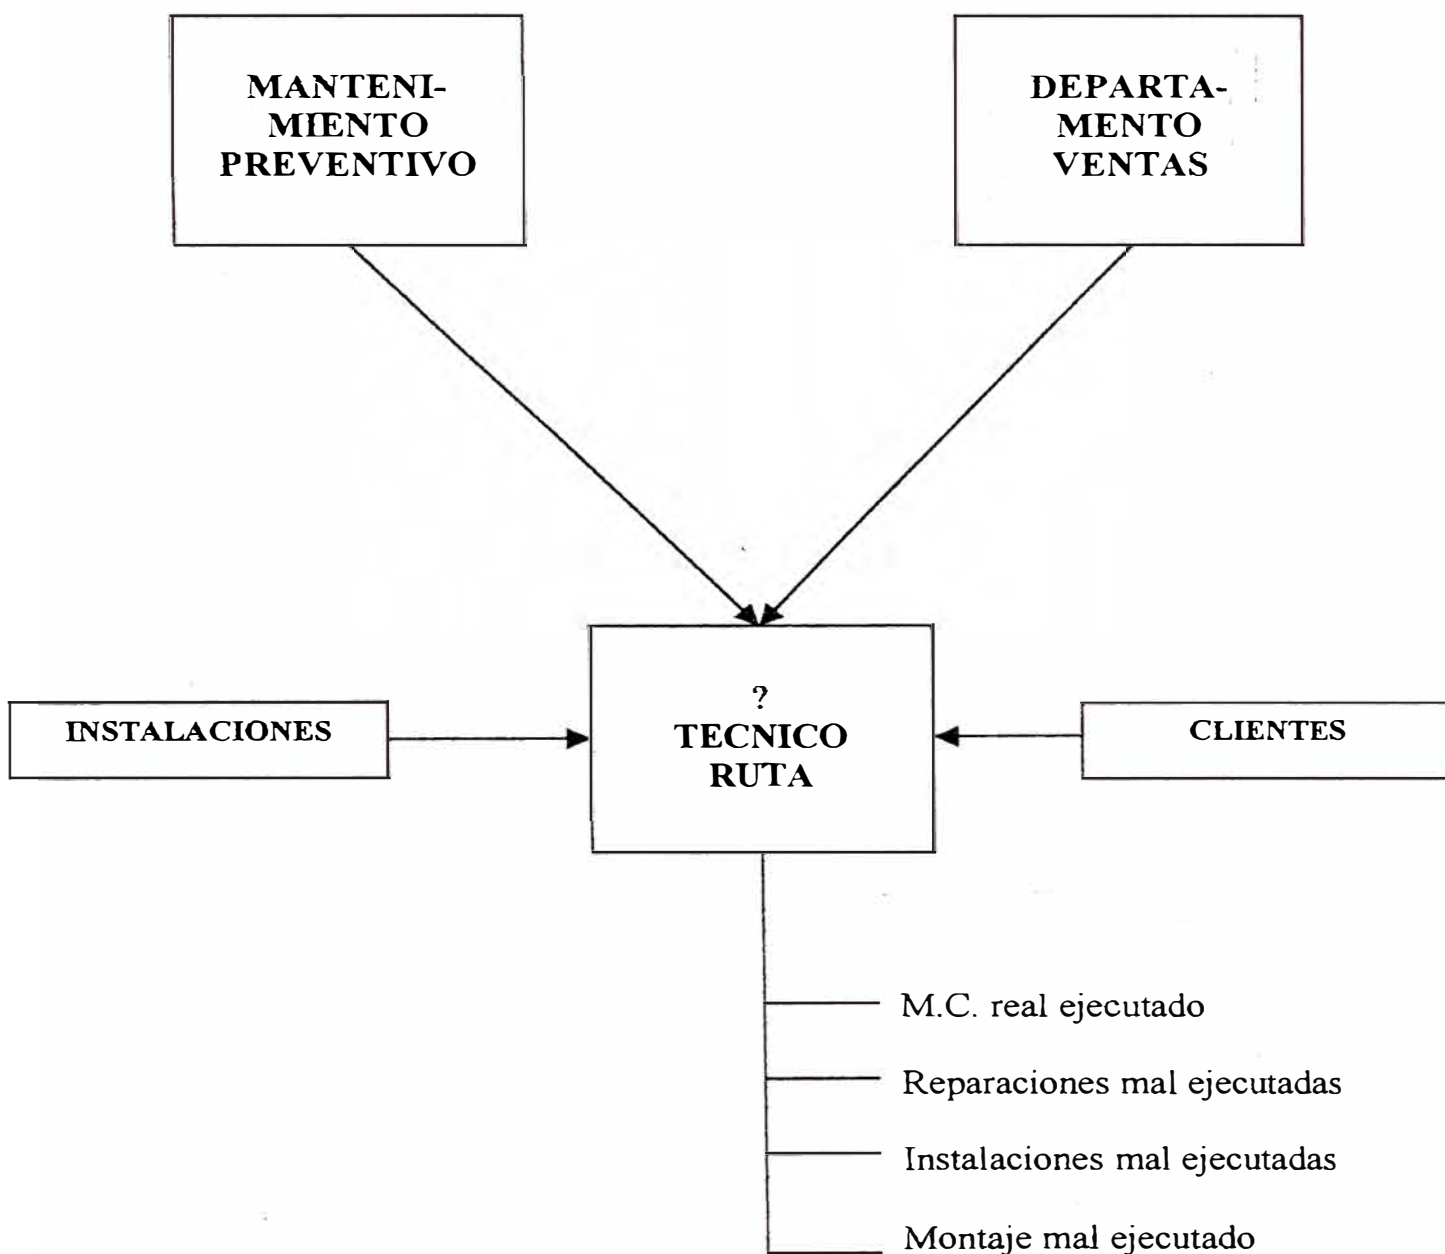 MANTENI-
MIENTO
PREVENTIVO
DEPARTA-
MENTO
VENTAS
?
TECNICO
RUTA
INSTALACIONES
CLIENTES
M.C. real ejecutado
Reparaciones mal ejecutadas
Instalaciones mal ejecutadas
Montaje mal ejecutado